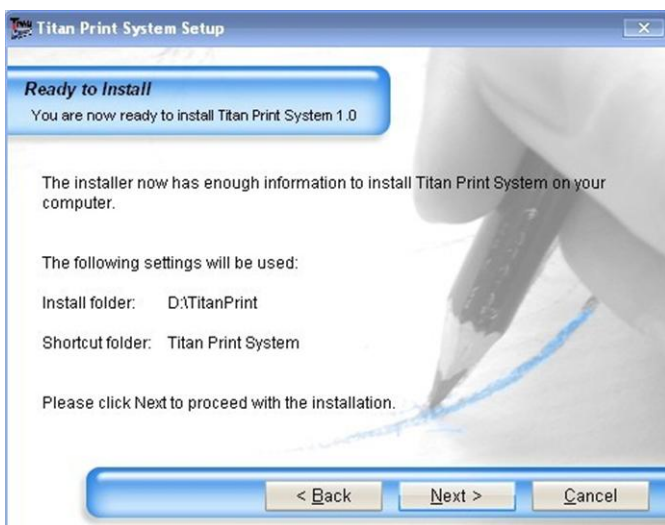 Titan Print System Setup
Ready to Install
You are now ready to install Titan Print System 1.0
The installer now has enough information to install Titan Print System on your
computer.
The following settings will be used:
Install folder: D:\TitanPrint
Shortcut folder: Titan Print System
Please click Next to proceed with the installation.
< Back Next > Cancel